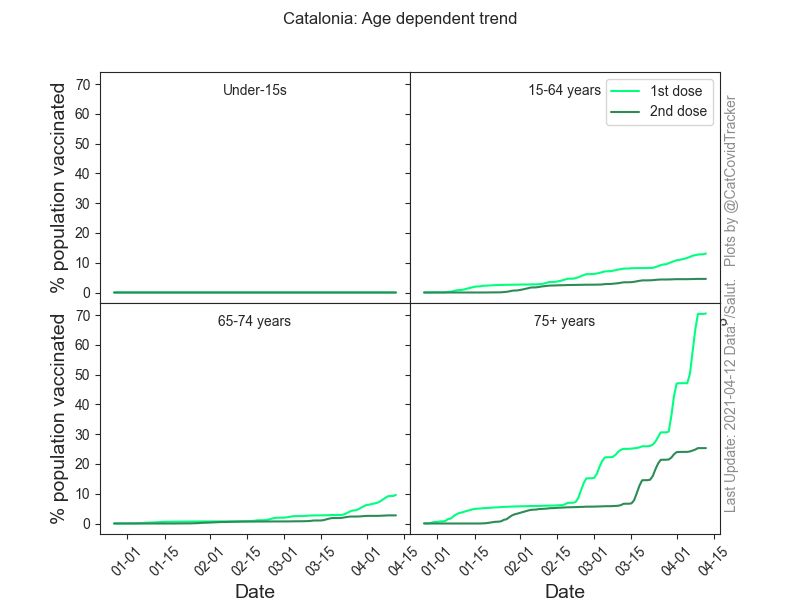 Catalonia: Age dependent trend
% population vaccinated
70
60
50
40
30
20
10
0
Under-15s
15-64 years
1st dose
2nd dose
% population vaccinated
70
60
50
40
30
20
10
0
65-74 years
75+ years
01-01
01-15
02-01
02-15
03-01
03-15
04-01
04-15
Date
01-01
01-15
02-01
02-15
03-01
03-15
04-01
04-15
Date
Last Update: 2021-04-12 Data: /Salut. Plots by @CatCovidTracker